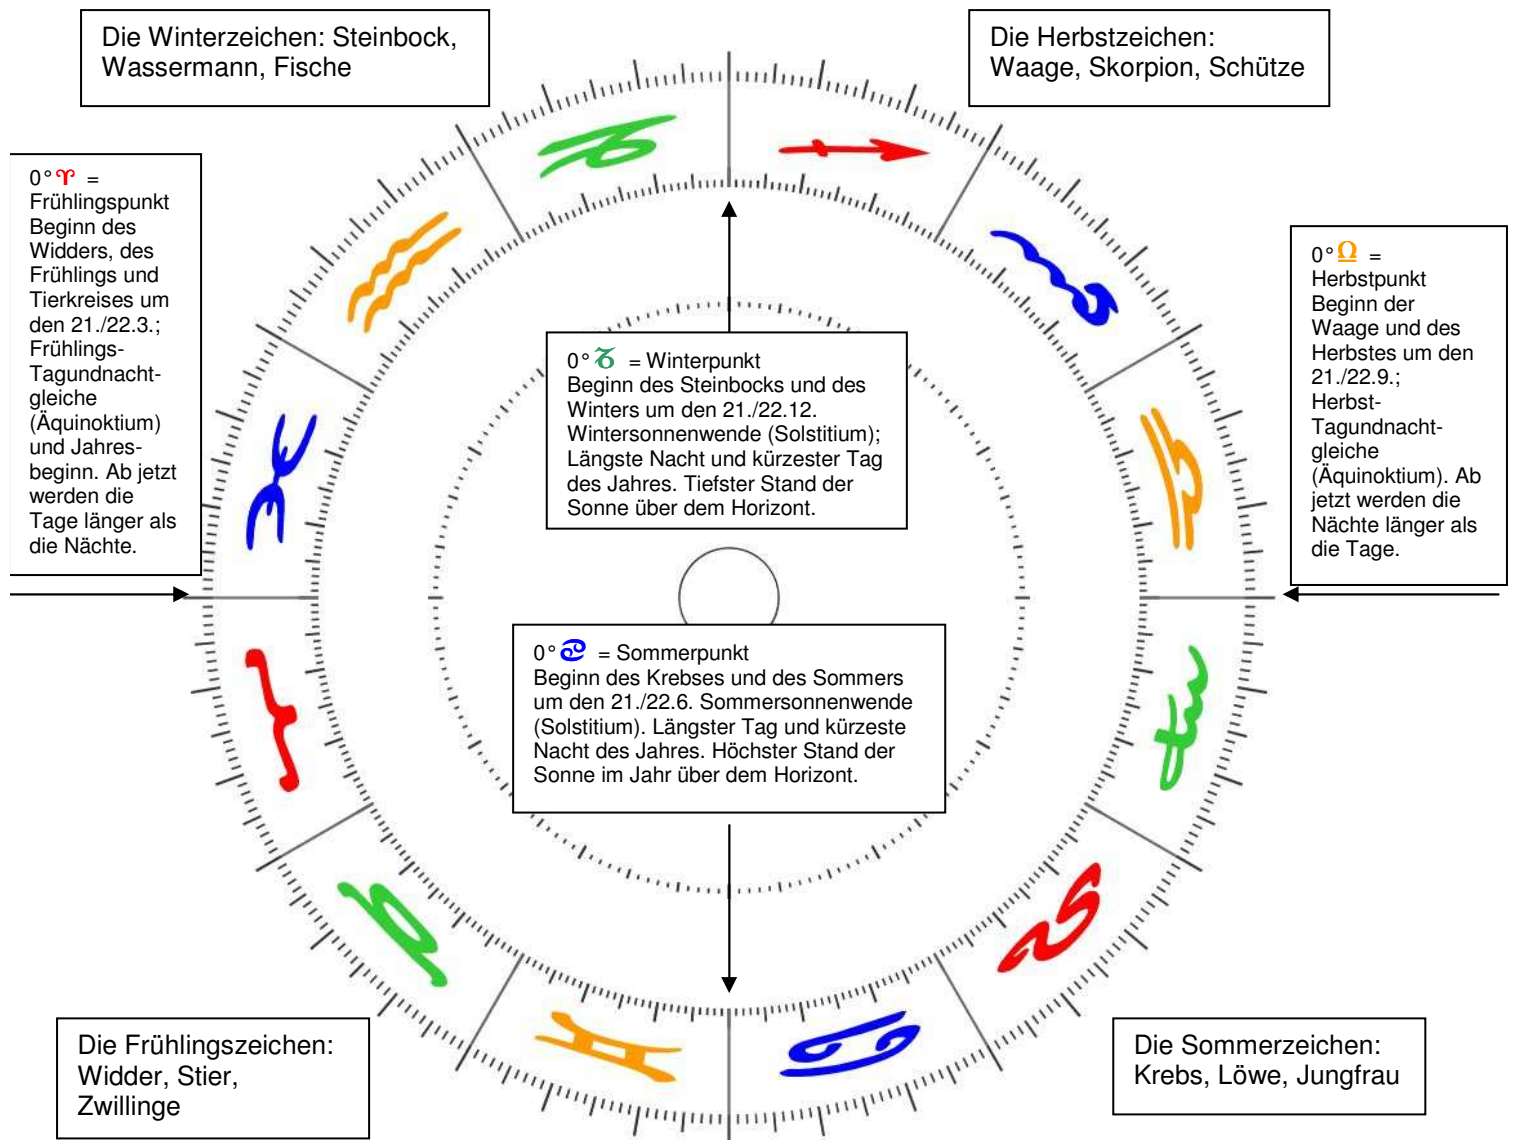 Die Winterzeichen: Steinbock,
Wassermann, Fische
Die Herbstzeichen:
Waage, Skorpion, Schütze
0° ♈ =
Frühlingspunkt
Beginn des
Widders, des
Frühlings und
Tierkreises um
den 21./22.3.;
Frühlings-
Tagundnacht-
gleiche
(Äquinoktium)
und Jahres-
beginn. Ab jetzt
werden die
Tage länger als
die Nächte.
0° ♑ = Winterpunkt
Beginn des Steinbocks und des
Winters um den 21./22.12.
Wintersonnenwende (Solstitium);
Längste Nacht und kürzester Tag
des Jahres. Tiefster Stand der
Sonne über dem Horizont.
0° ♎ =
Herbstpunkt
Beginn der
Waage und des
Herbstes um den
21./22.9.;
Herbst-
Tagundnacht-
gleiche
(Äquinoktium). Ab
jetzt werden die
Nächte länger als
die Tage.
0° ♋ = Sommerpunkt
Beginn des Krebses und des Sommers
um den 21./22.6. Sommersonnenwende
(Solstitium). Längster Tag und kürzeste
Nacht des Jahres. Höchster Stand der
Sonne im Jahr über dem Horizont.
Die Frühlingszeichen:
Widder, Stier,
Zwillinge
Die Sommerzeichen:
Krebs, Löwe, Jungfrau